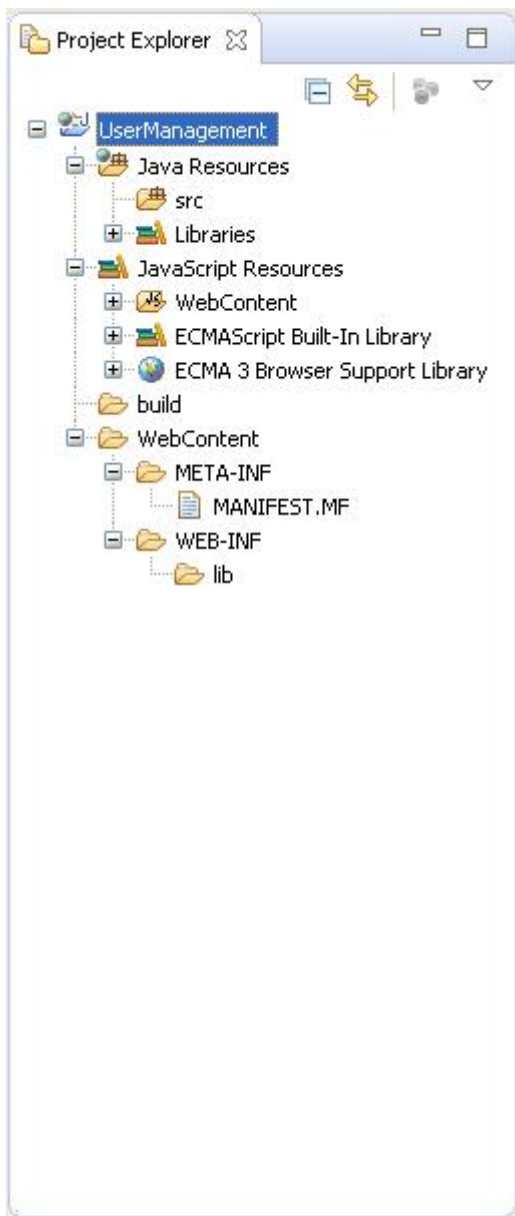 Project Explorer
UserManagement
Java Resources
src
Libraries
JavaScript Resources
WebContent
ECMAScript Built-In Library
ECMA 3 Browser Support Library
build
WebContent
META-INF
MANIFEST.MF
WEB-INF
lib